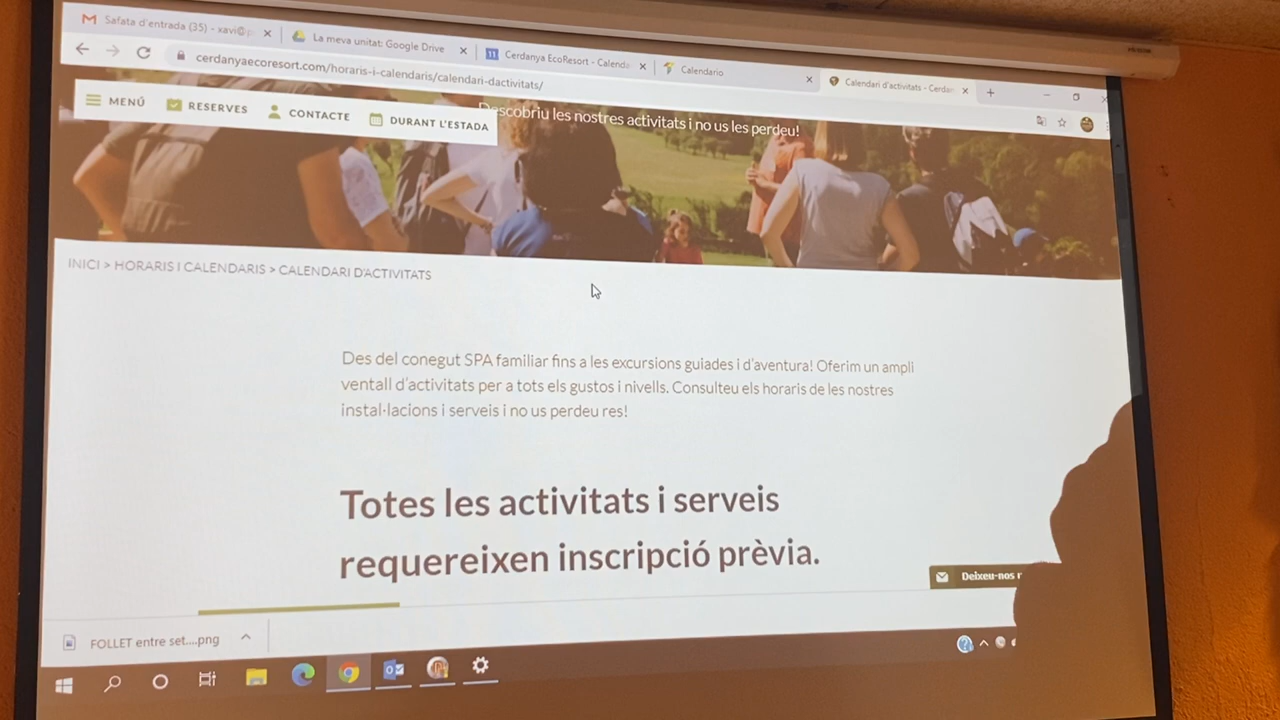 Safata d'entrada (35) - xavi@
La meva unitat: Google Drive
Cerdanya EcoResort - Calenda
Calendario
Calendari d'activitats - Cerdan
cerdanyaecoresort.com/horaris-i-calendaris/calendari-dactivitats/
MENÚ
RESERVES
CONTACTE
DURANT L'ESTADA
Descobriu les nostres activitats i no us les perdeu!
INICI > HORARIS I CALENDARIS > CALENDARI D'ACTIVITATS
Des del conegut SPA familiar fins a les excursions guiades i d'aventura! Oferim un ampli
ventall d'activitats per a tots els gustos i nivells. Consulteu els horaris de les nostres
instal·lacions i serveis i no us perdeu res!
Totes les activitats i serveis
requereixen inscripció prèvia.
Deixeu-nos
FOLLET entre set....png